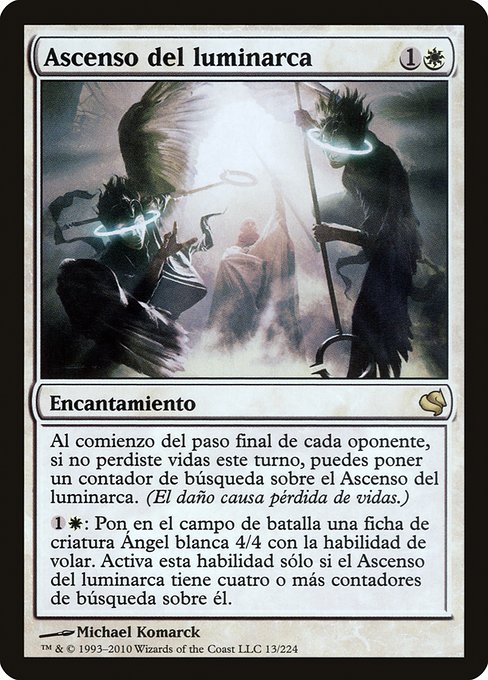 Ascenso del luminarca 1
Encantamiento
Al comienzo del paso final de cada oponente,
si no perdiste vidas este turno, puedes poner
un contador de búsqueda sobre el Ascenso del
luminarca. (El daño causa pérdida de vidas.)
1 : Pon en el campo de batalla una ficha de
criatura Ángel blanca 4/4 con la habilidad de
volar. Activa esta habilidad sólo si el Ascenso
del luminarca tiene cuatro o más contadores
de búsqueda sobre él.
Michael Komarck
™ & © 1993–2010 Wizards of the Coast LLC 13/224